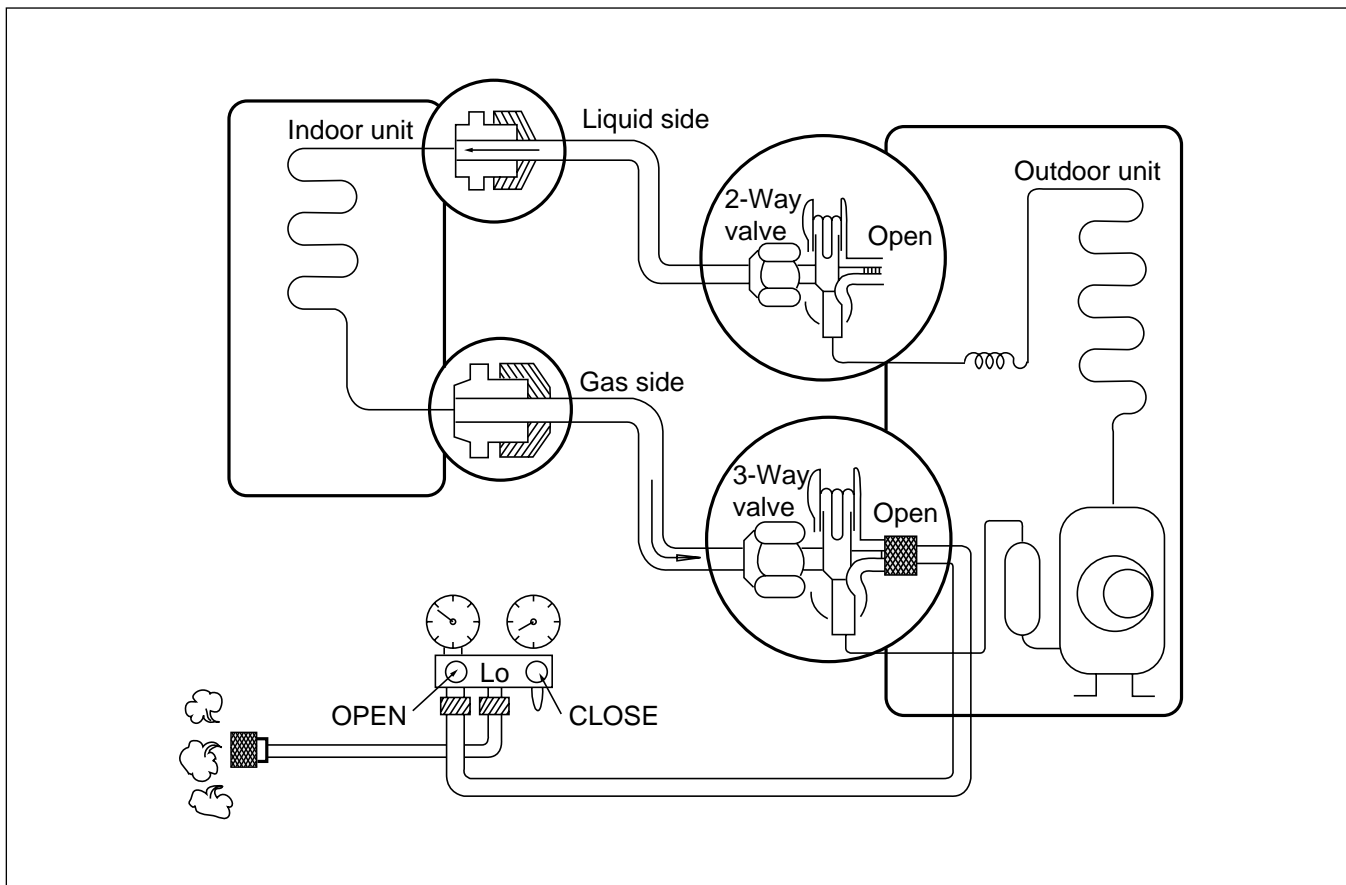 Indoor unit
Liquid side
Outdoor unit
2-Way
valve
Open
Gas side
3-Way
valve
Open
Lo
OPEN
CLOSE